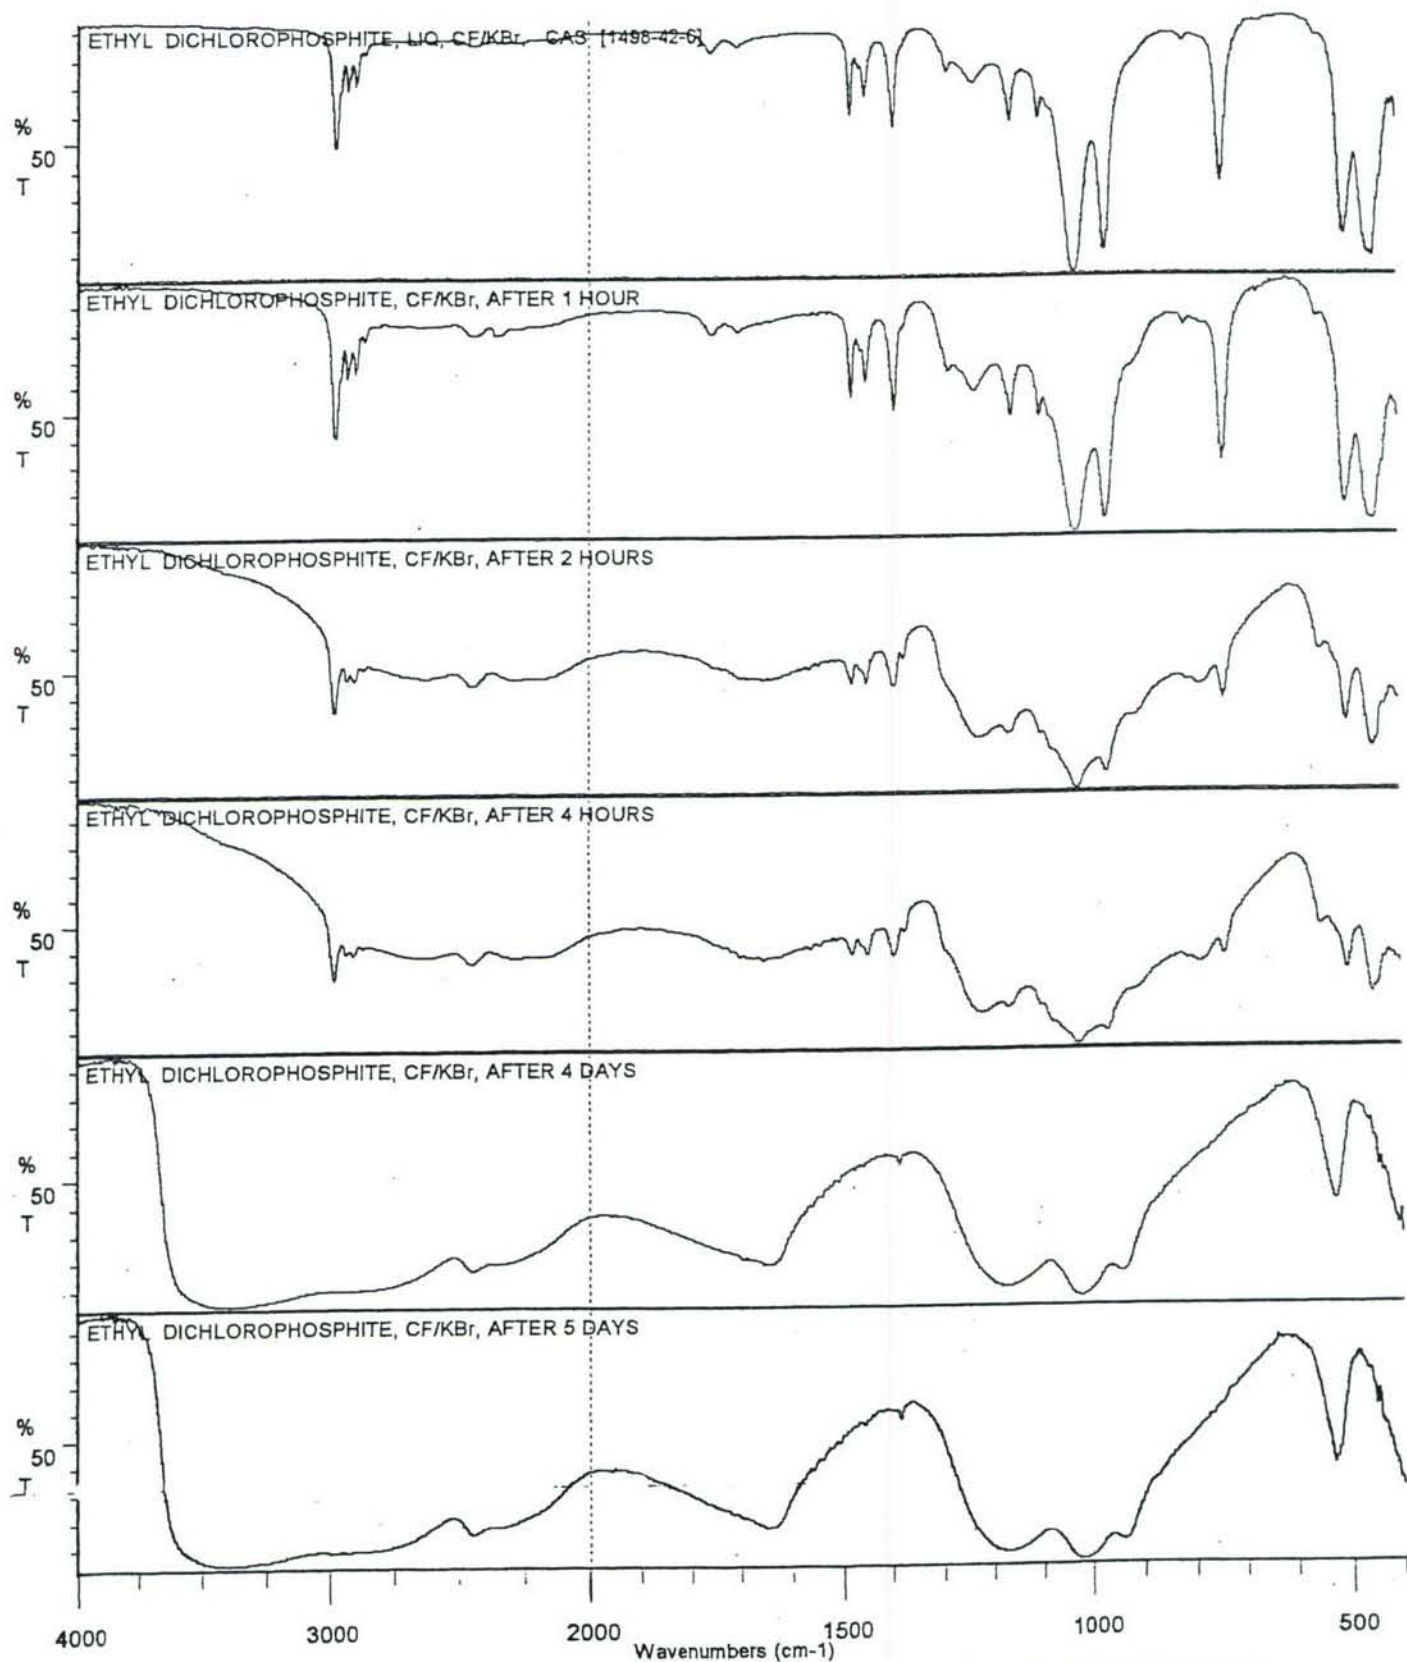 ETHYL DICHLOROPHOSPHITE, LIQ, CF/KBr, CAS [1498-42-6]
%
50
T
ETHYL DICHLOROPHOSPHITE, CF/KBr, AFTER 1 HOUR
%
50
T
ETHYL DICHLOROPHOSPHITE, CF/KBr, AFTER 2 HOURS
%
50
T
ETHYL DICHLOROPHOSPHITE, CF/KBr, AFTER 4 HOURS
%
50
T
ETHYL DICHLOROPHOSPHITE, CF/KBr, AFTER 4 DAYS
%
50
T
ETHYL DICHLOROPHOSPHITE, CF/KBr, AFTER 5 DAYS
%
50
T
4000 3000 2000 1500 1000 500
Wavenumbers (cm-1)